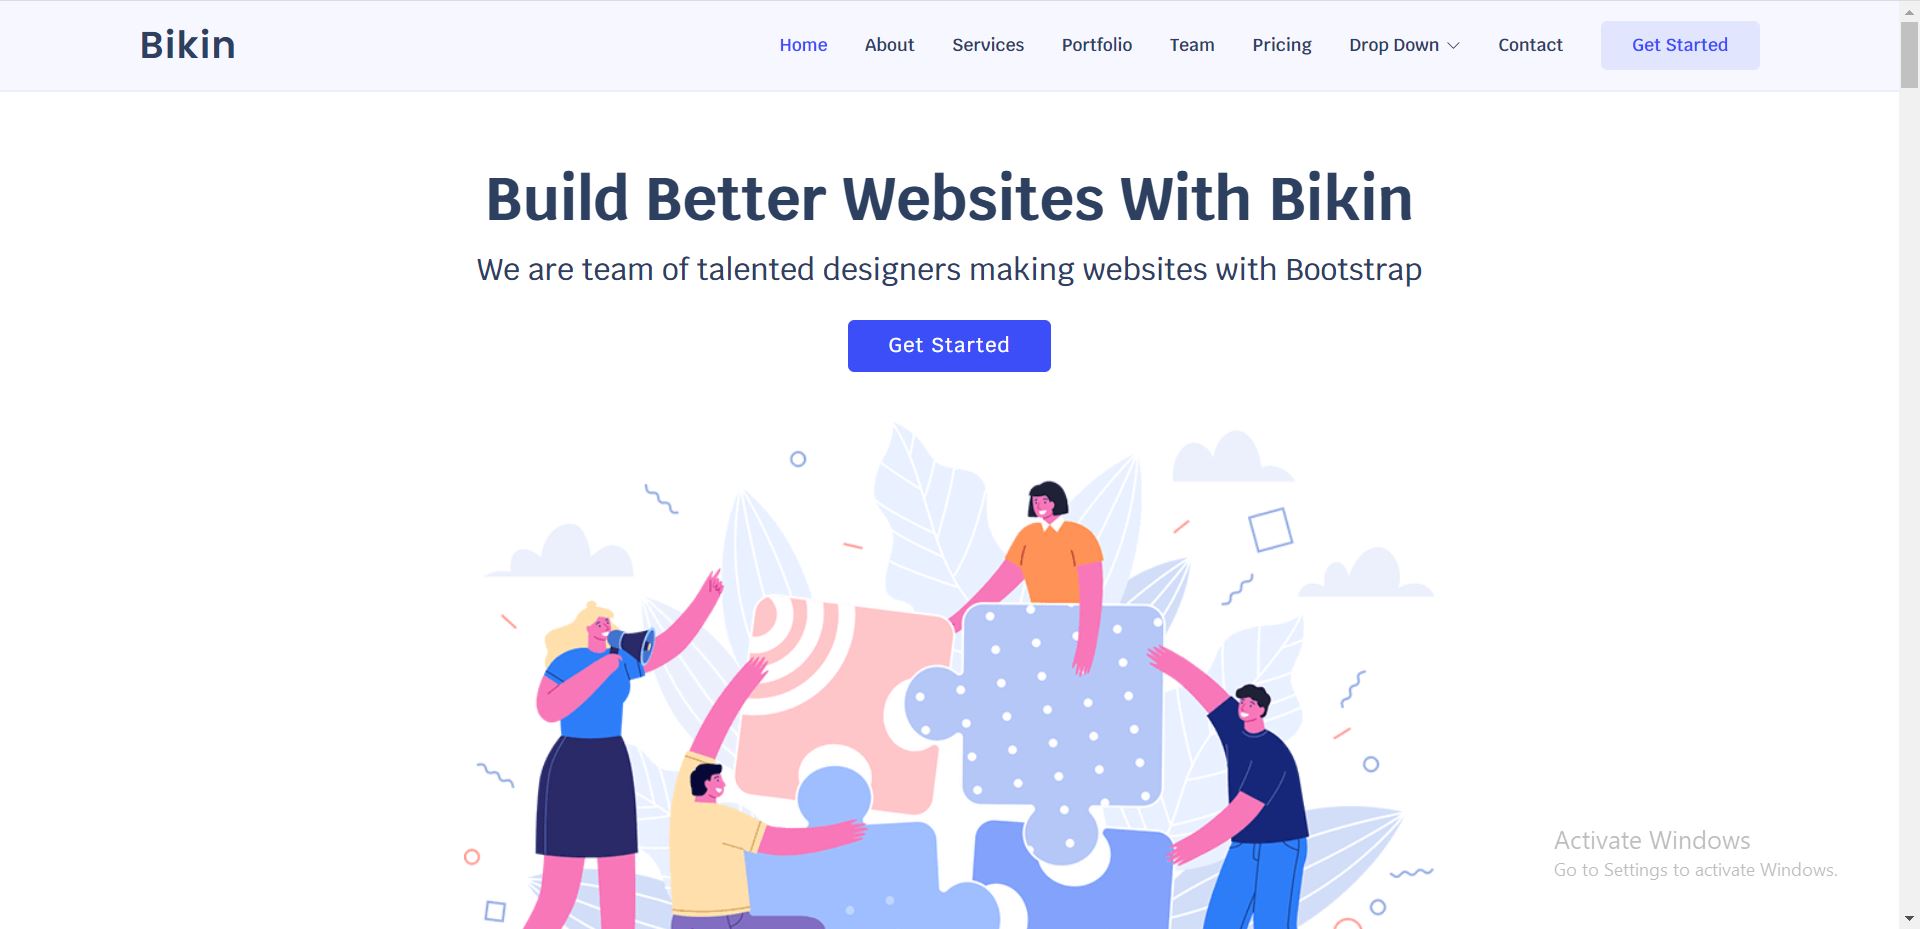 Bikin
Home About Services Portfolio Team Pricing Drop Down Contact Get Started
Build Better Websites With Bikin
We are team of talented designers making websites with Bootstrap
Get Started
Activate Windows
Go to Settings to activate Windows.